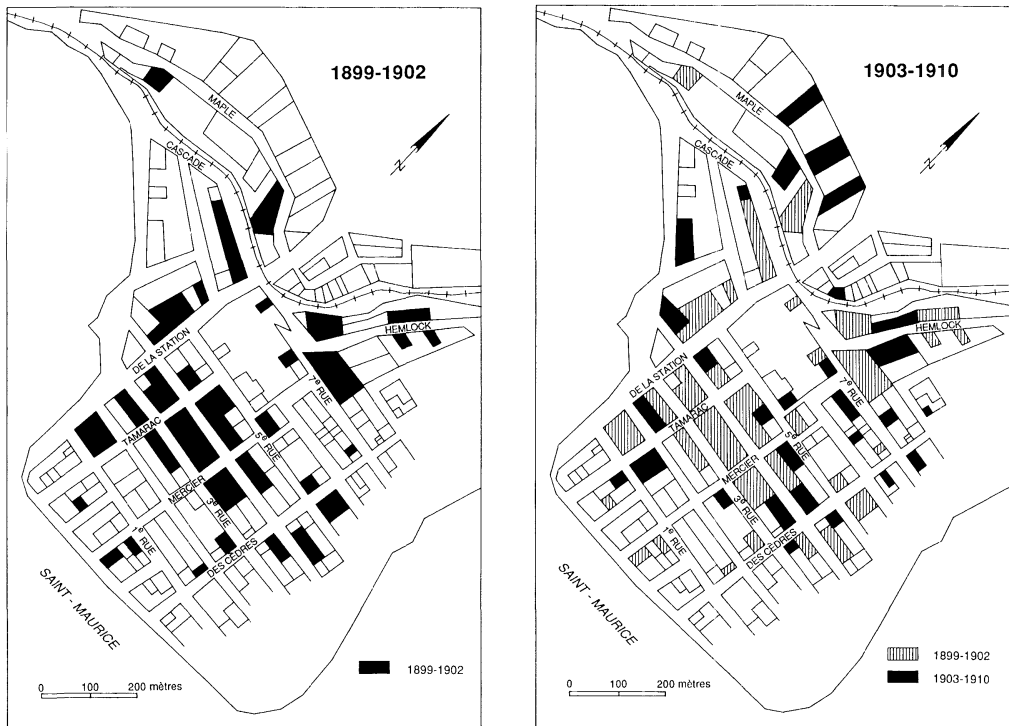 1899-1902
MAPLE
CASCADE
N
HEMLOCK
DE LA STATION
7e RUE
TAMARAC
5e RUE
MERCIER
3e RUE
1e RUE
DES CÈDRES
SAINT - MAURICE
1899-1902
0 100 200 mètres
1903-1910
MAPLE
CASCADE
N
HEMLOCK
DE LA STATION
7e RUE
TAMARAC
5e RUE
MERCIER
3e RUE
1e RUE
DES CÈDRES
SAINT - MAURICE
1899-1902
1903-1910
0 100 200 mètres